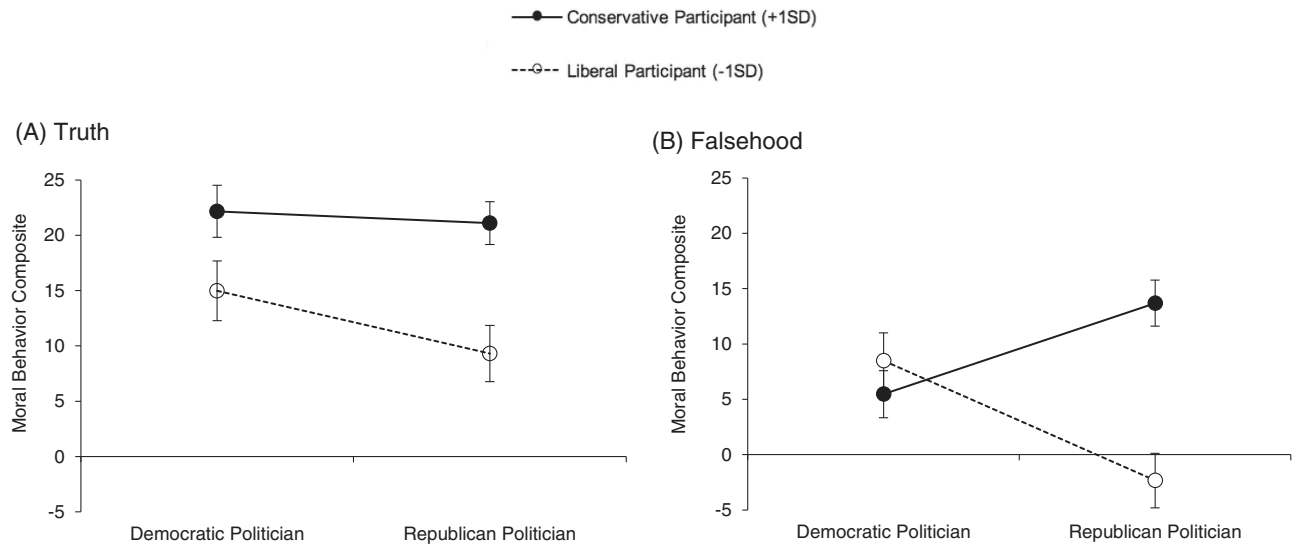 Conservative Participant (+1SD)
Liberal Participant (-1SD)
(A) Truth
Moral Behavior Composite
25
20
15
10
5
0
-5
Democratic Politician
Republican Politician
(B) Falsehood
Moral Behavior Composite
25
20
15
10
5
0
-5
Democratic Politician
Republican Politician